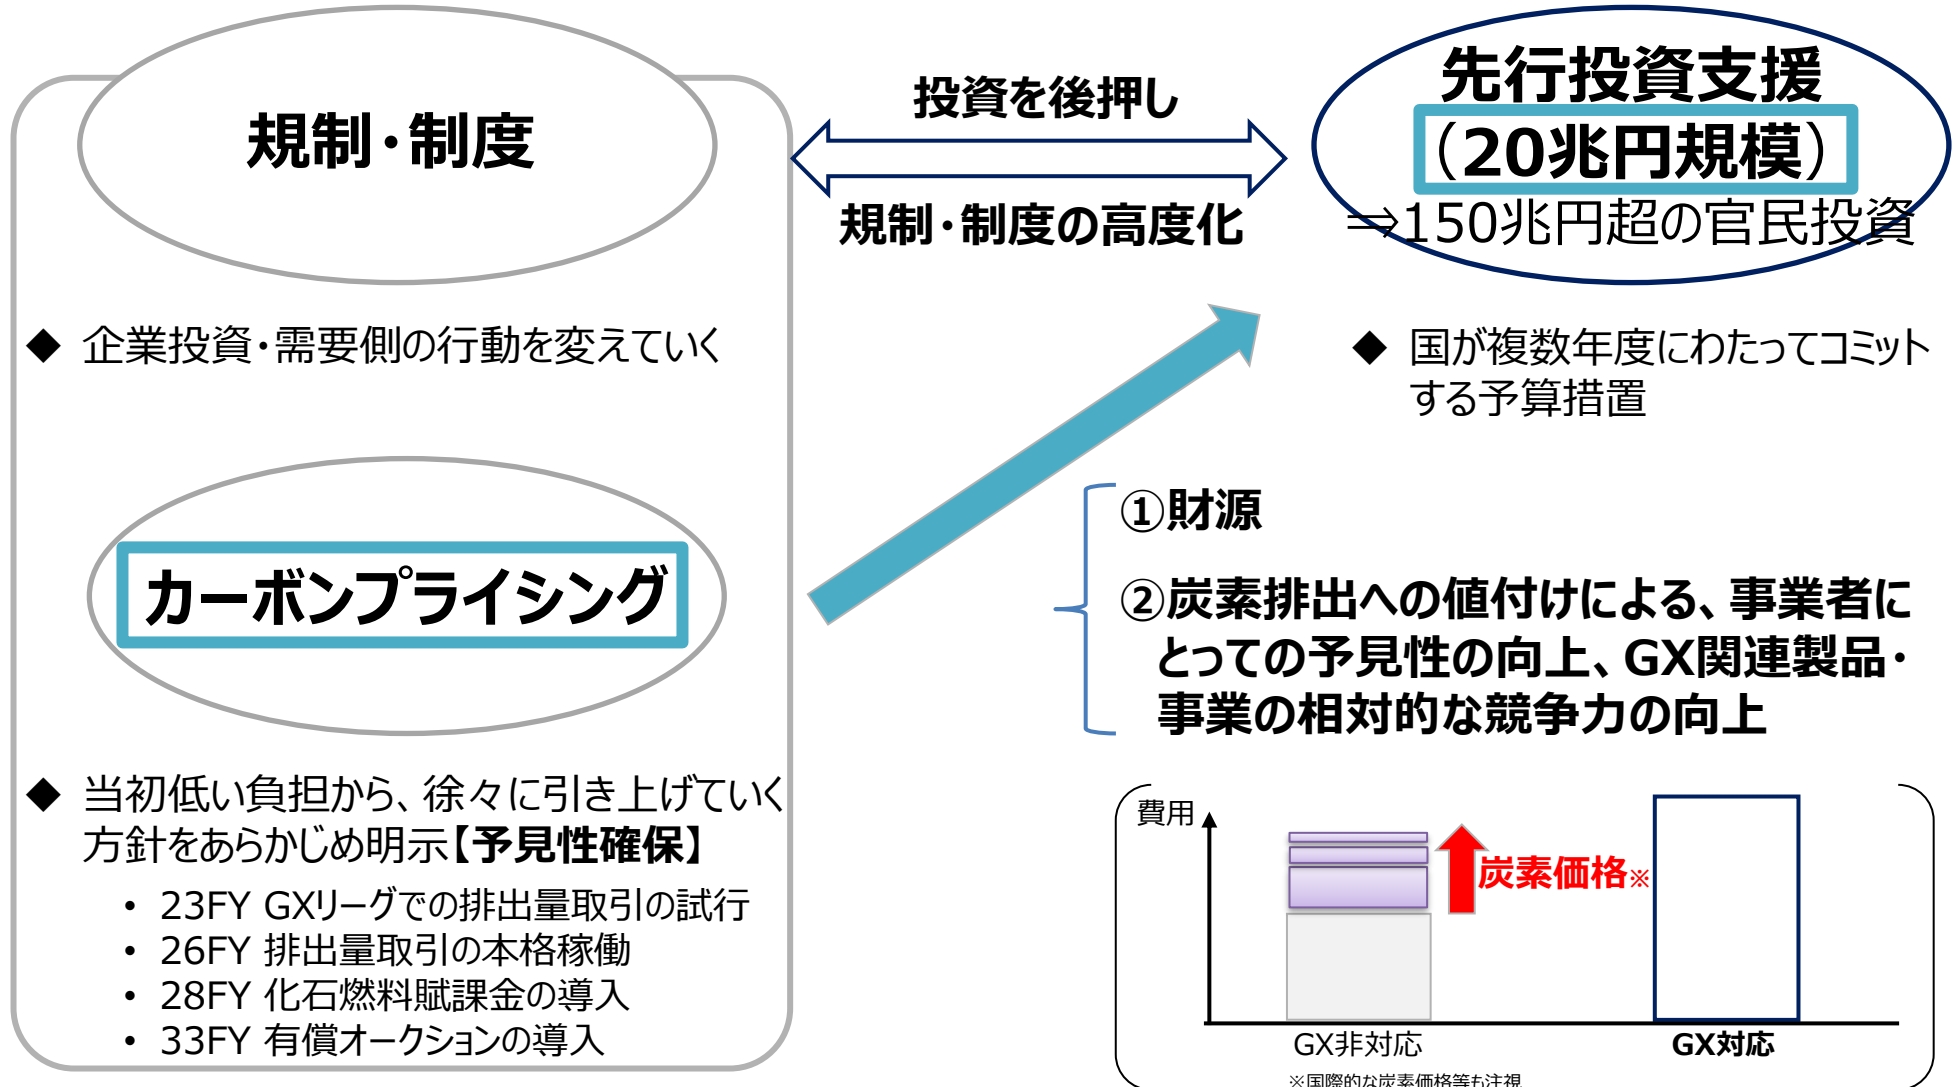 規制・制度
◆ 企業投資・需要側の行動を変えていく
カーボンプライシング
◆ 当初低い負担から、徐々に引き上げていく
方針をあらかじめ明示【予見性確保】
• 23FY GXリーグでの排出量取引の試行
• 26FY 排出量取引の本格稼働
• 28FY 化石燃料賦課金の導入
• 33FY 有償オークションの導入
投資を後押し
規制・制度の高度化
先行投資支援
（20兆円規模）
⇒150兆円超の官民投資
◆ 国が複数年度にわたってコミット
する予算措置
①財源
②炭素排出への値付けによる、事業者に
とっての予見性の向上、GX関連製品・
事業の相対的な競争力の向上
費用
炭素価格※
GX非対応
GX対応
※国際的な炭素価格等も注視